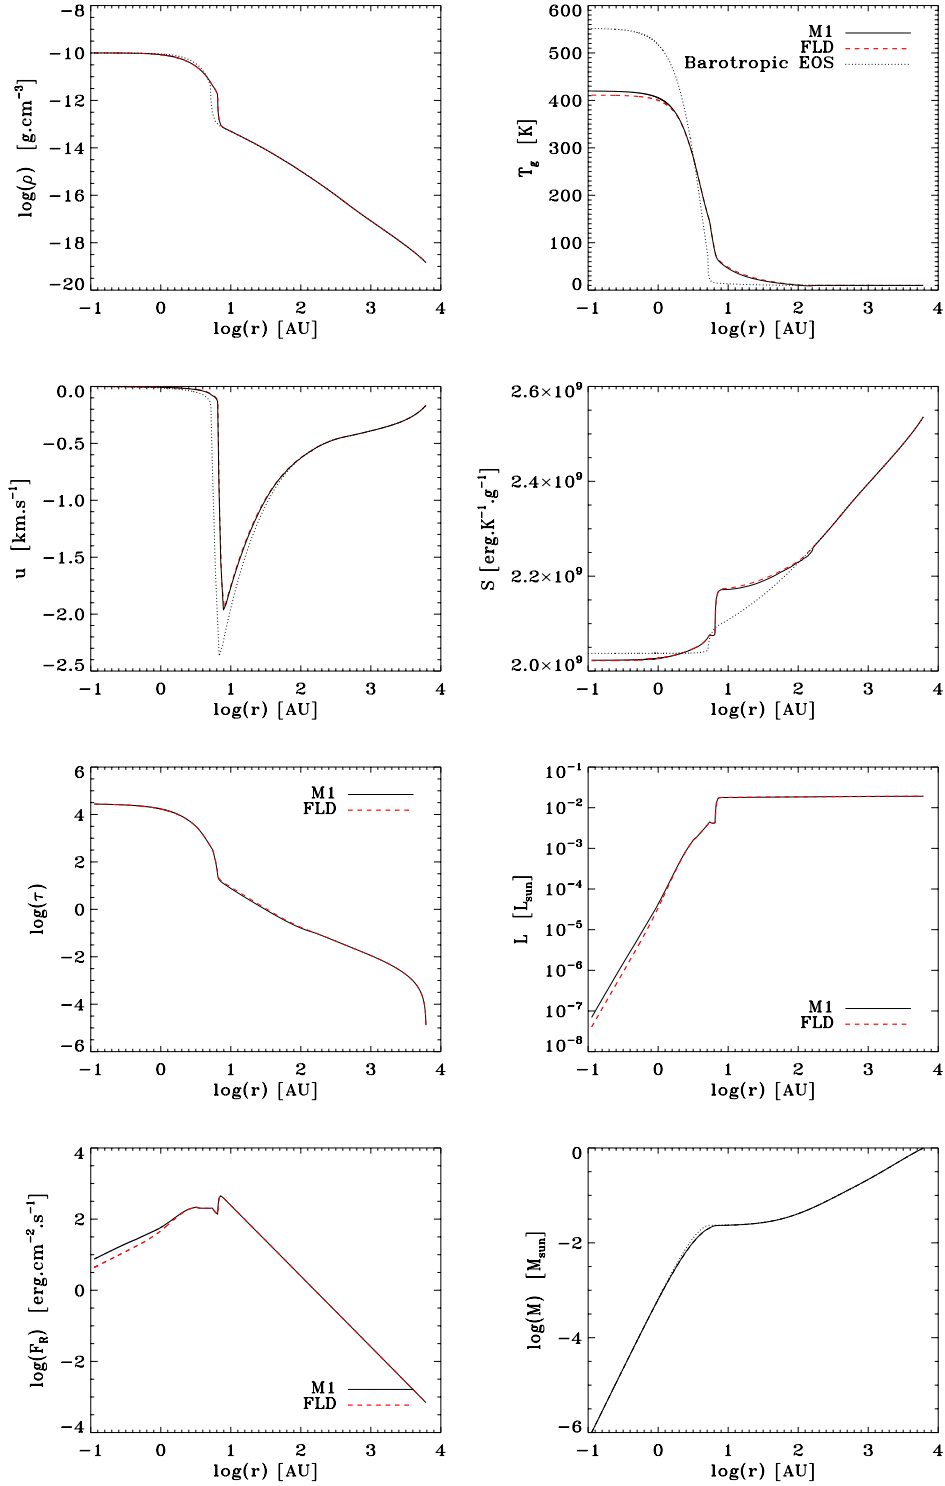 −8
−10
−12
−14
−16
−18
−20
log(ρ) [g.cm⁻³]
−1 0 1 2 3 4
log(r) [AU]
600
500
400
300
200
100
0
T_g [K]
M1
FLD
Barotropic EOS
−1 0 1 2 3 4
log(r) [AU]
0.0
−0.5
−1.0
−1.5
−2.0
−2.5
u [km.s⁻¹]
−1 0 1 2 3 4
log(r) [AU]
2.6×10⁹
2.4×10⁹
2.2×10⁹
2.0×10⁹
S [erg.K⁻¹.g⁻¹]
−1 0 1 2 3 4
log(r) [AU]
6
4
2
0
−2
−4
−6
log(τ)
M1
FLD
−1 0 1 2 3 4
log(r) [AU]
10⁻¹
10⁻²
10⁻³
10⁻⁴
10⁻⁵
10⁻⁶
10⁻⁷
10⁻⁸
L [L_sun]
M1
FLD
−1 0 1 2 3 4
log(r) [AU]
4
2
0
−2
−4
log(F_R) [erg.cm⁻².s⁻¹]
M1
FLD
−1 0 1 2 3 4
log(r) [AU]
0
−2
−4
−6
log(M) [M_sun]
−1 0 1 2 3 4
log(r) [AU]